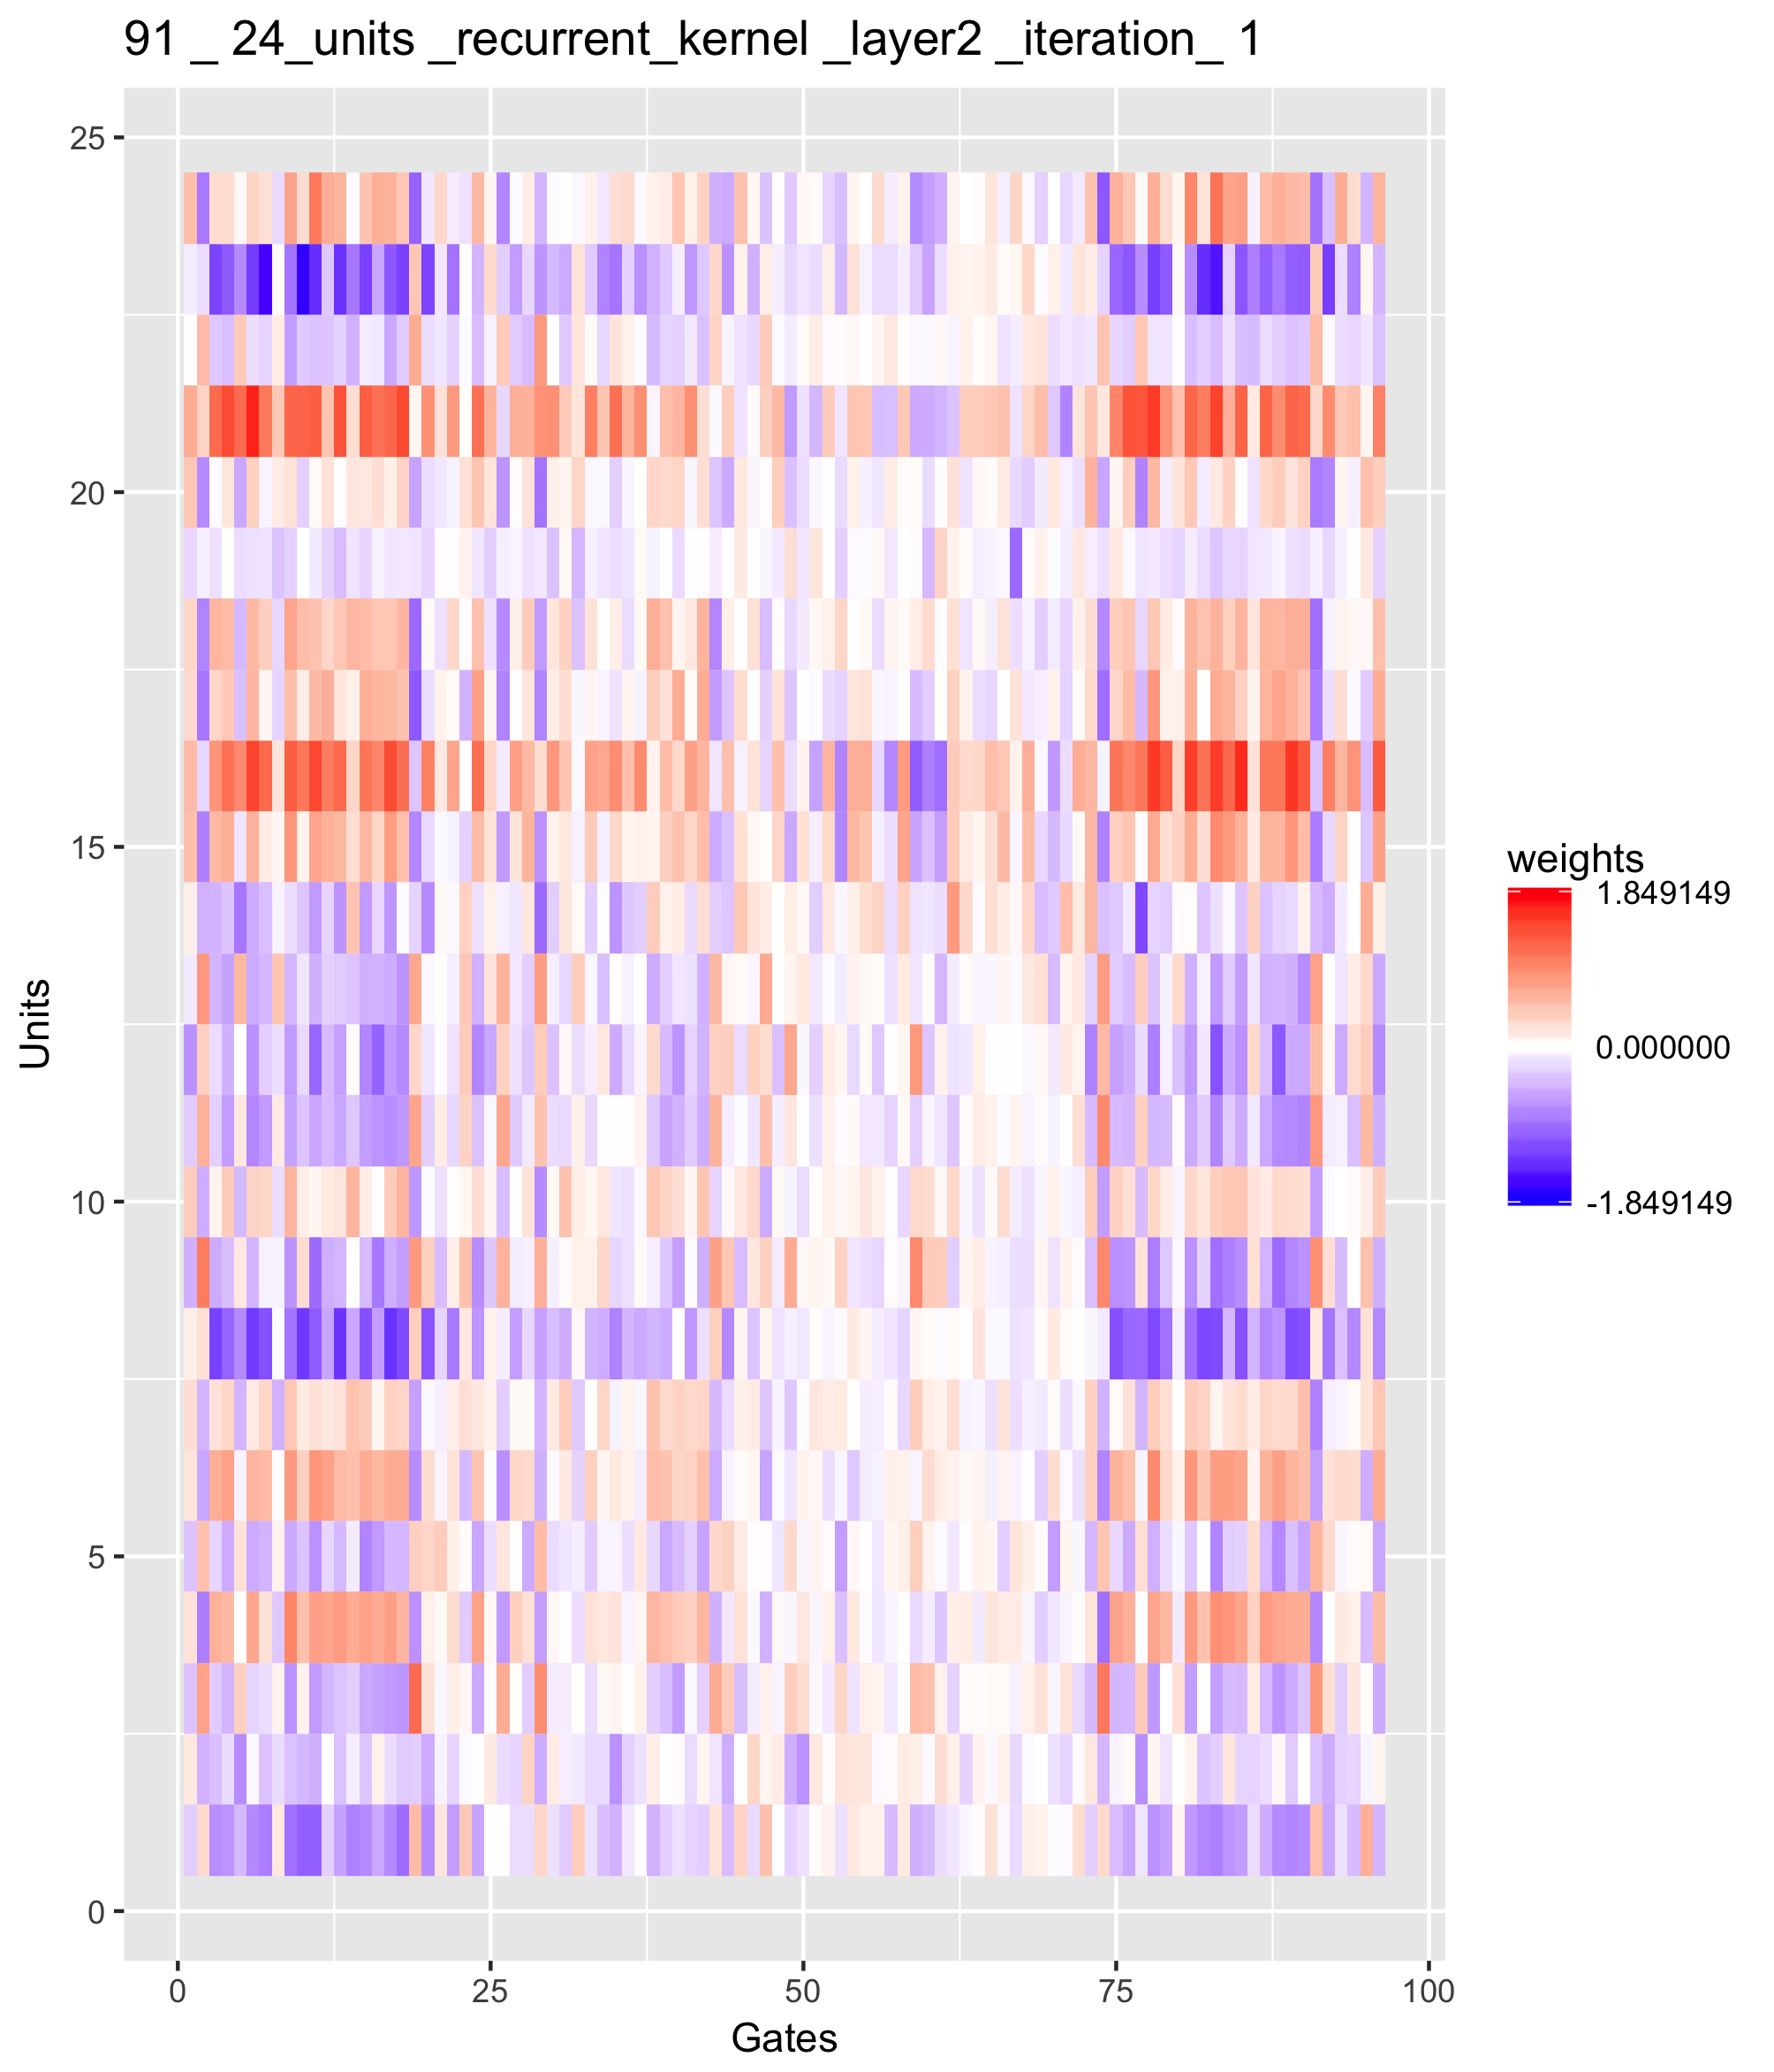 91 _ 24_units _recurrent_kernel _layer2 _iteration_ 1
25
20
15
10
5
0
Units
0 25 50 75 100
Gates
weights
1.849149
0.000000
-1.849149